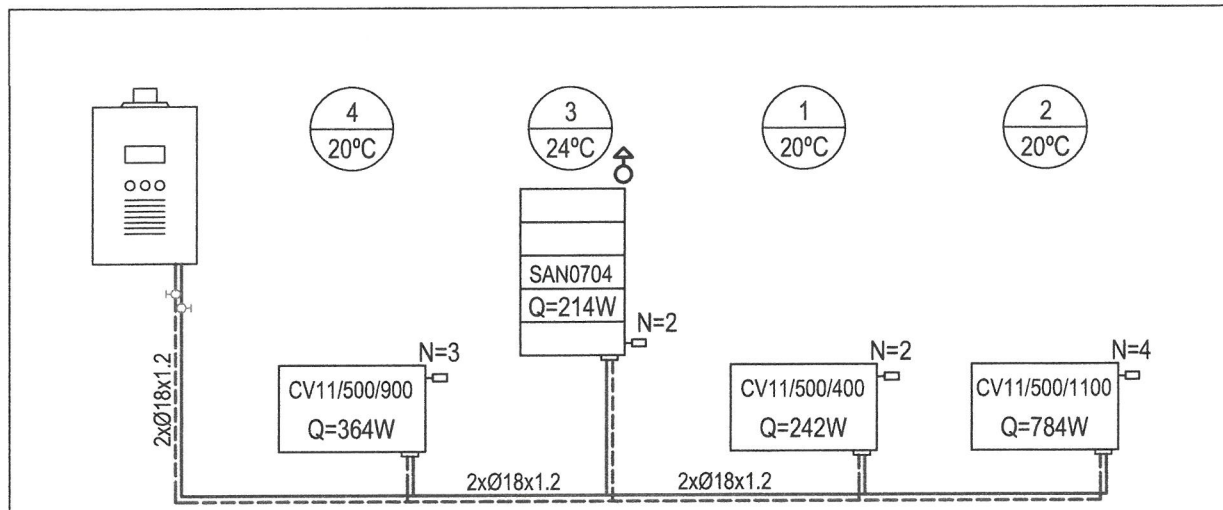 4
20ºC
3
24ºC
1
20ºC
2
20ºC
SAN0704
Q=214W
N=2
2xØ18x1.2
N=3
CV11/500/900
Q=364W
N=2
CV11/500/400
Q=242W
N=4
CV11/500/1100
Q=784W
2xØ18x1.2
2xØ18x1.2